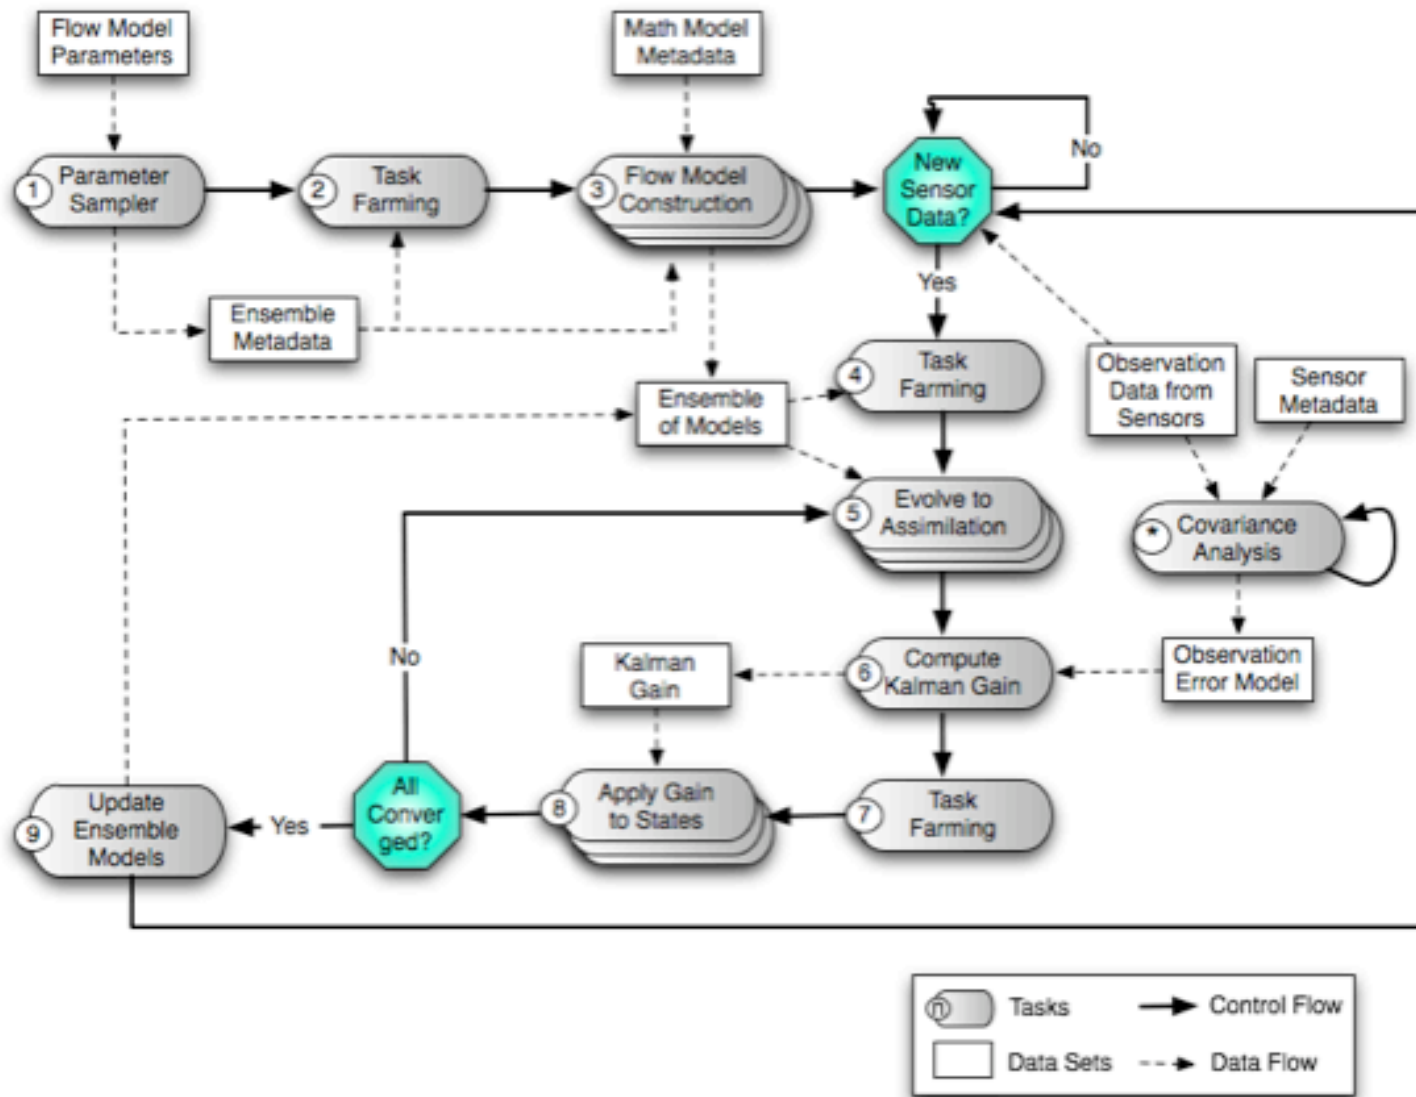 Flow Model
Parameters
Math Model
Metadata
1
Parameter
Sampler
2
Task
Farming
3
Flow Model
Construction
New
Sensor
Data?
No
Yes
Ensemble
Metadata
Ensemble
of Models
4
Task
Farming
Observation
Data from
Sensors
Sensor
Metadata
5
Evolve to
Assimilation
*
Covariance
Analysis
No
Kalman
Gain
6
Compute
Kalman Gain
Observation
Error Model
9
Update
Ensemble
Models
Yes
All
Conver
ged?
8
Apply Gain
to States
7
Task
Farming
n
Tasks
Control Flow
Data Sets
Data Flow